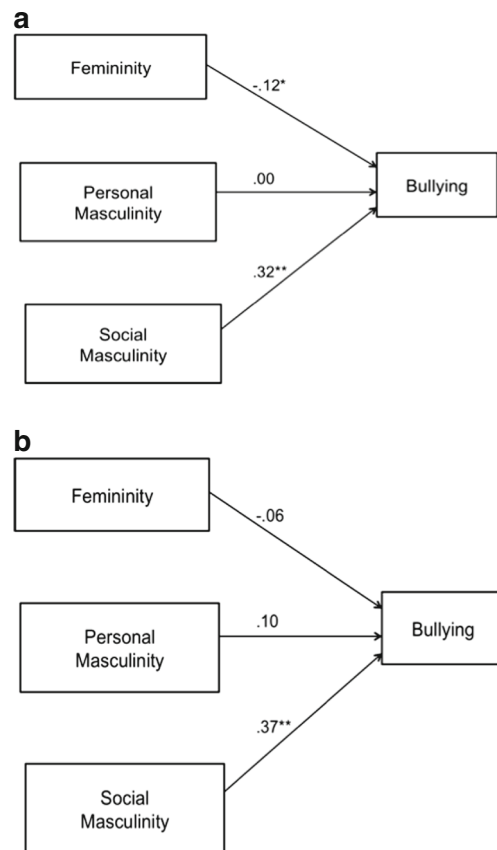 a
Femininity
-.12*
Personal
Masculinity
.00
Bullying
.32**
Social
Masculinity
b
Femininity
-.06
Personal
Masculinity
.10
Bullying
.37**
Social
Masculinity